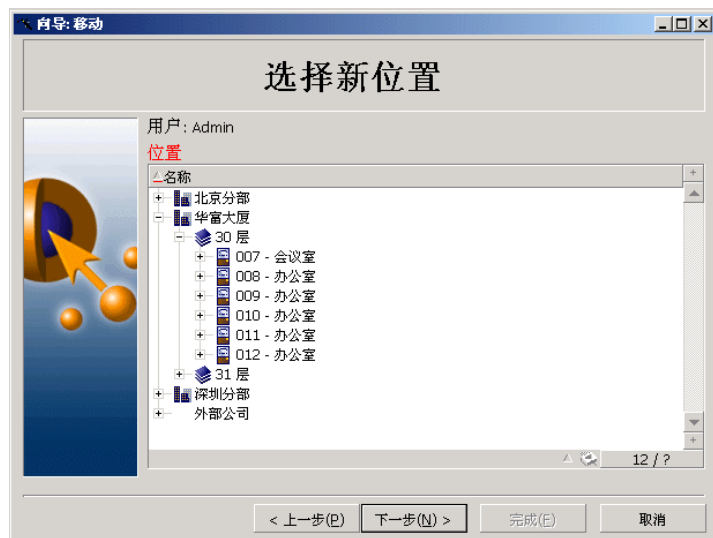 向导: 移动
选择新位置
用户: Admin
位置
名称
北京分部
华富大厦
30 层
007 - 会议室
008 - 办公室
009 - 办公室
010 - 办公室
011 - 办公室
012 - 办公室
31 层
深圳分部
外部公司
12 / ?
< 上一步(P) 下一步(N) > 完成(F) 取消